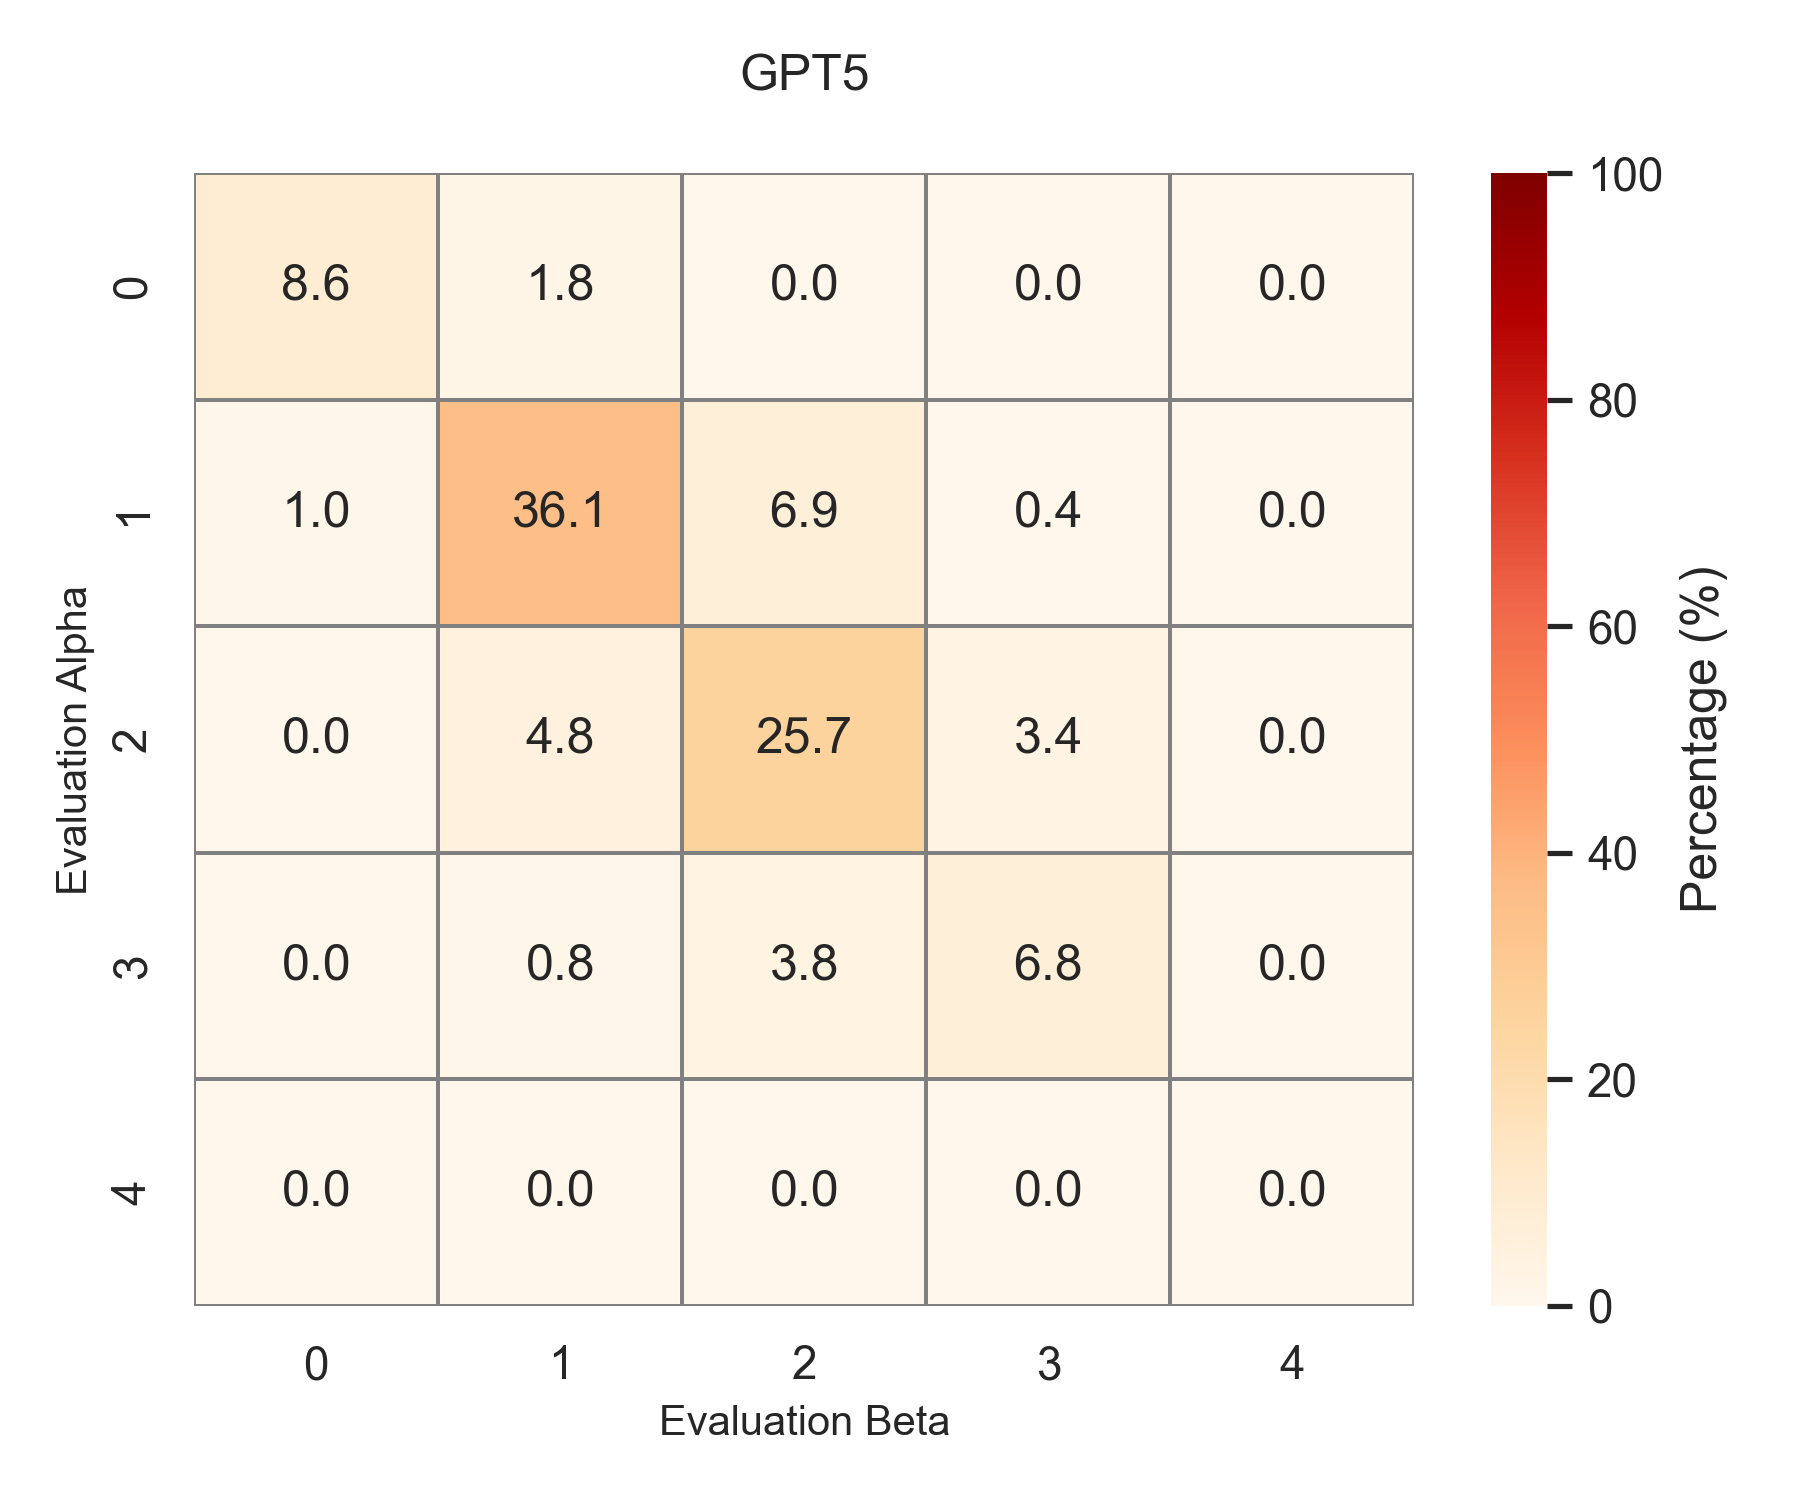 GPT5
100
0 8.6 1.8 0.0 0.0 0.0
80
1 1.0 36.1 6.9 0.4 0.0
60
Evaluation Alpha
Percentage (%)
2 0.0 4.8 25.7 3.4 0.0
40
3 0.0 0.8 3.8 6.8 0.0
20
4 0.0 0.0 0.0 0.0 0.0
0
0 1 2 3 4
Evaluation Beta